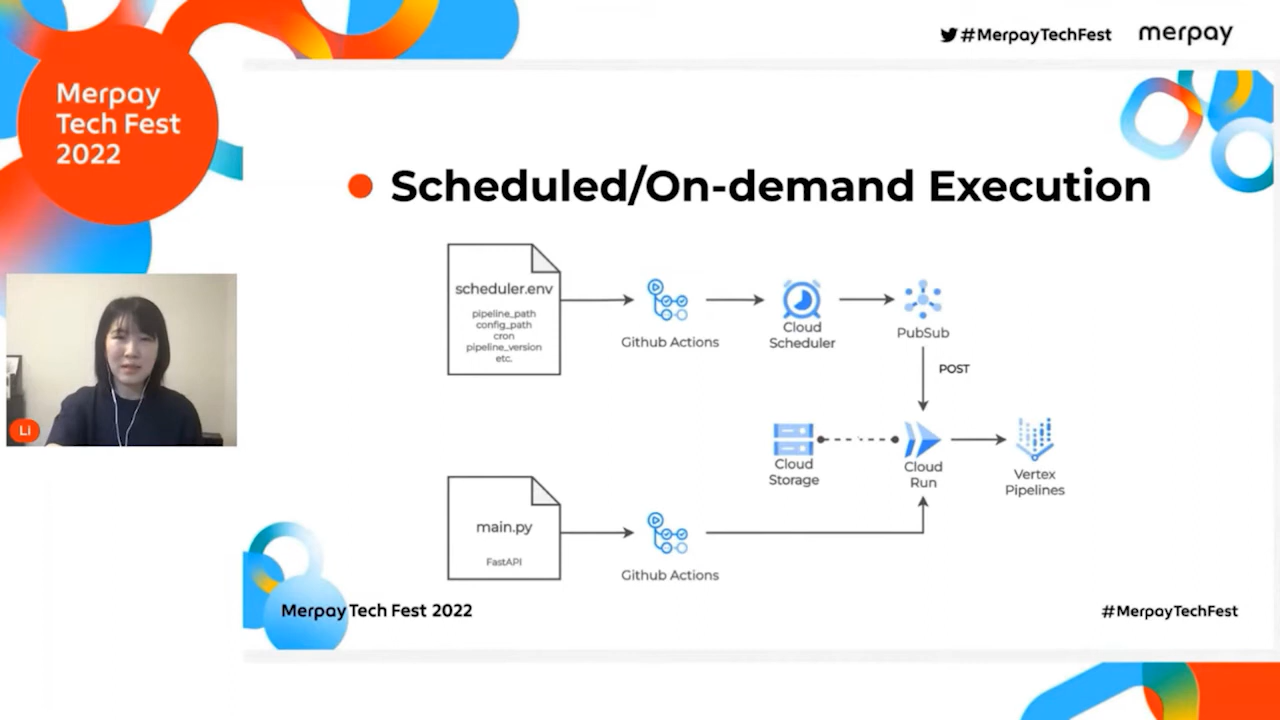 #MerpayTechFest
merpay
Merpay
Tech Fest
2022
Scheduled/On-demand Execution
scheduler.env
pipeline_path
config_path
cron
pipeline_version
etc.
Github Actions
Cloud
Scheduler
PubSub
POST
Cloud
Storage
Cloud
Run
Vertex
Pipelines
main.py
FastAPI
Github Actions
LI
Merpay Tech Fest 2022
#MerpayTechFest